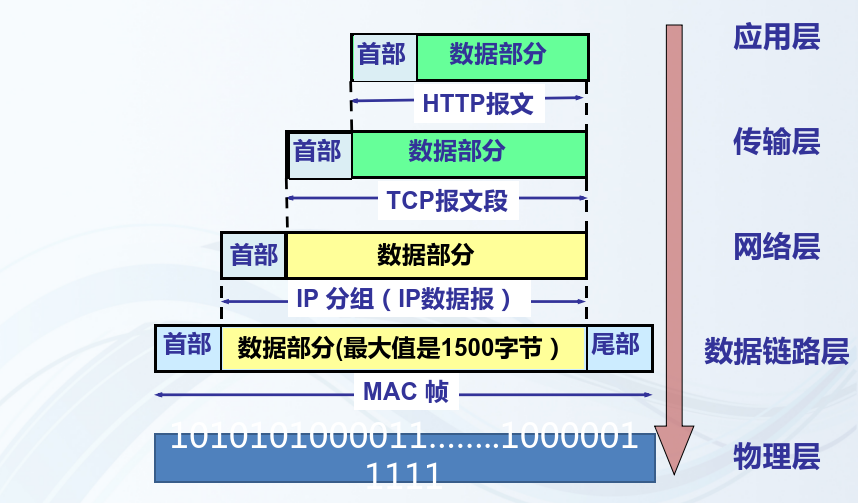 首部 数据部分 应用层
HTTP报文
首部 数据部分 传输层
TCP报文段
首部 数据部分 网络层
IP 分组（IP数据报）
首部 数据部分(最大值是1500字节） 尾部 数据链路层
MAC 帧
1010101000011……..1000001
1111
物理层